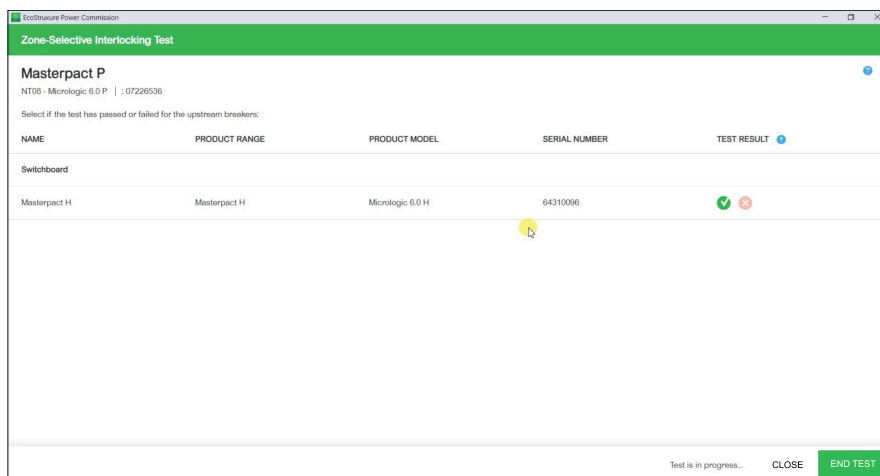 EcoStruxure Power Commission
Zone-Selective Interlocking Test
Masterpact P
NT08 - Micrologic 6.0 P | : 07226536
Select if the test has passed or failed for the upstream breakers:
NAME PRODUCT RANGE PRODUCT MODEL SERIAL NUMBER TEST RESULT ?
Switchboard
Masterpact H Masterpact H Micrologic 6.0 H 64310096
Test is in progress... CLOSE END TEST